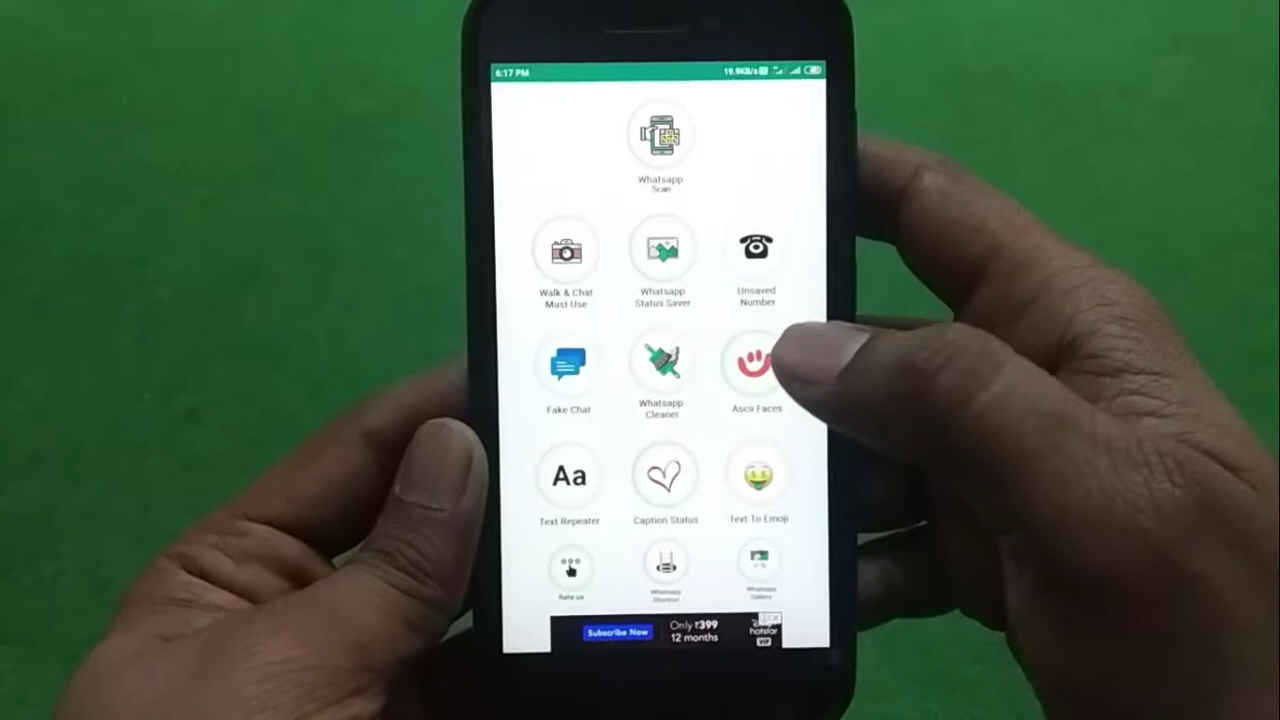 6:17 PM
19.9KB/s
Whatsapp
Scan
Walk & Chat
Must Use
Whatsapp
Status Saver
Unsaved
Number
Fake Chat
Whatsapp
Cleaner
Ascii Faces
Aa
Text Repeater
Caption Status
Text To Emoji
Rate us
Whatsapp
Whatsapp
Gallery
Subscribe Now
Only ₹399
12 months
hotstar
VIP